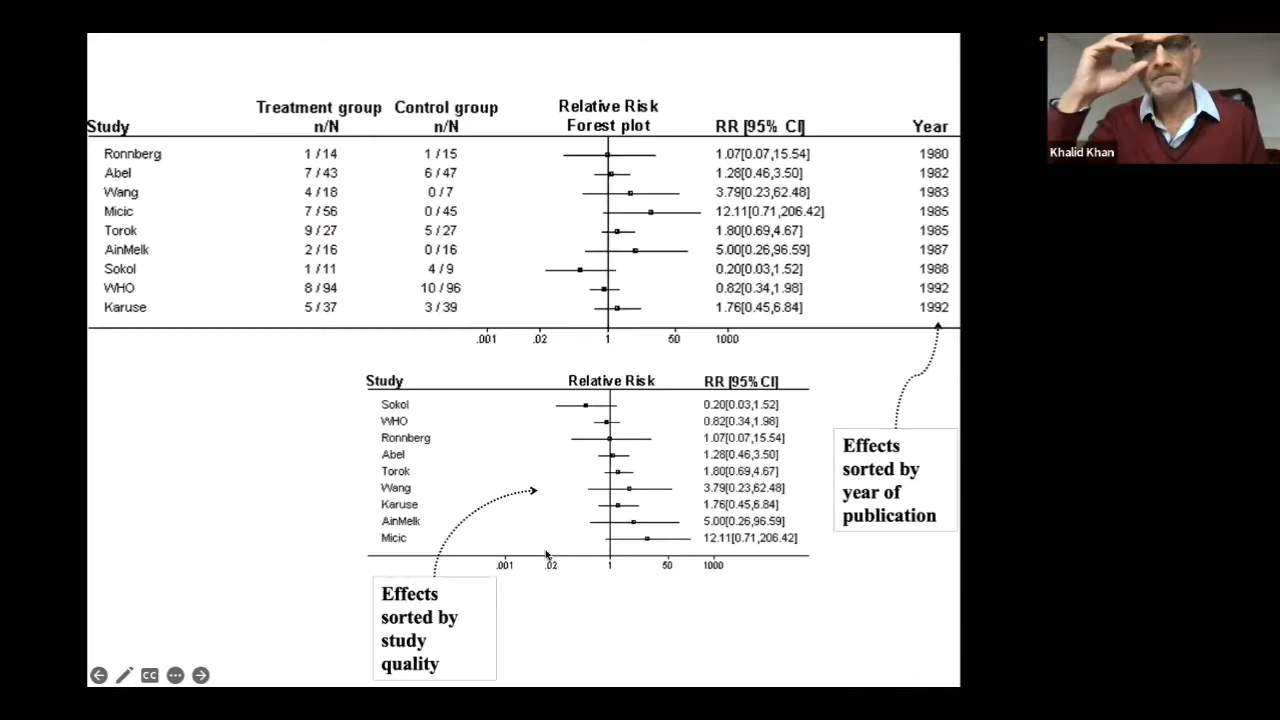 Treatment group Control group Relative Risk
Study n/N n/N Forest plot RR [95% CI] Year
Ronnberg 1 / 14 1 / 15 1.07[0.07,15.54] 1980
Abel 7 / 43 6 / 47 1.28[0.46,3.50] 1982
Wang 4 / 18 0 / 7 3.79[0.23,62.48] 1983
Micic 7 / 56 0 / 45 12.11[0.71,206.42] 1985
Torok 9 / 27 5 / 27 1.80[0.69,4.67] 1985
AinMelk 2 / 16 0 / 16 5.00[0.26,96.59] 1987
Sokol 1 / 11 4 / 9 0.20[0.03,1.52] 1988
WHO 8 / 94 10 / 96 0.82[0.34,1.98] 1992
Karuse 5 / 37 3 / 39 1.76[0.45,6.84] 1992
.001 .02 1 50 1000
Study Relative Risk RR [95% CI]
Sokol 0.20[0.03,1.52]
WHO 0.82[0.34,1.98]
Ronnberg 1.07[0.07,15.54]
Abel 1.28[0.46,3.50]
Torok 1.80[0.69,4.67]
Wang 3.79[0.23,62.48]
Karuse 1.76[0.45,6.84]
AinMelk 5.00[0.26,96.59]
Micic 12.11[0.71,206.42]
.001 .02 1 50 1000
Effects
sorted by
year of
publication
Effects
sorted by
study
quality
CC
Khalid Khan